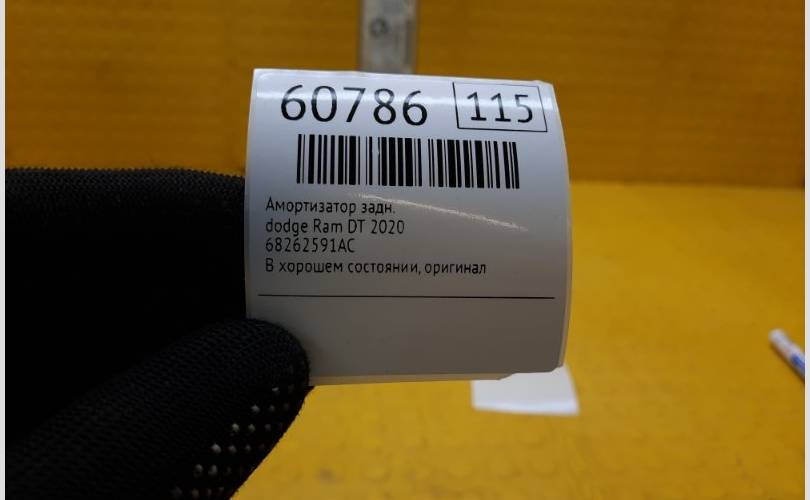 60786 115
Амортизатор задн.
dodge Ram DT 2020
68262591AC
В хорошем состоянии, оригинал